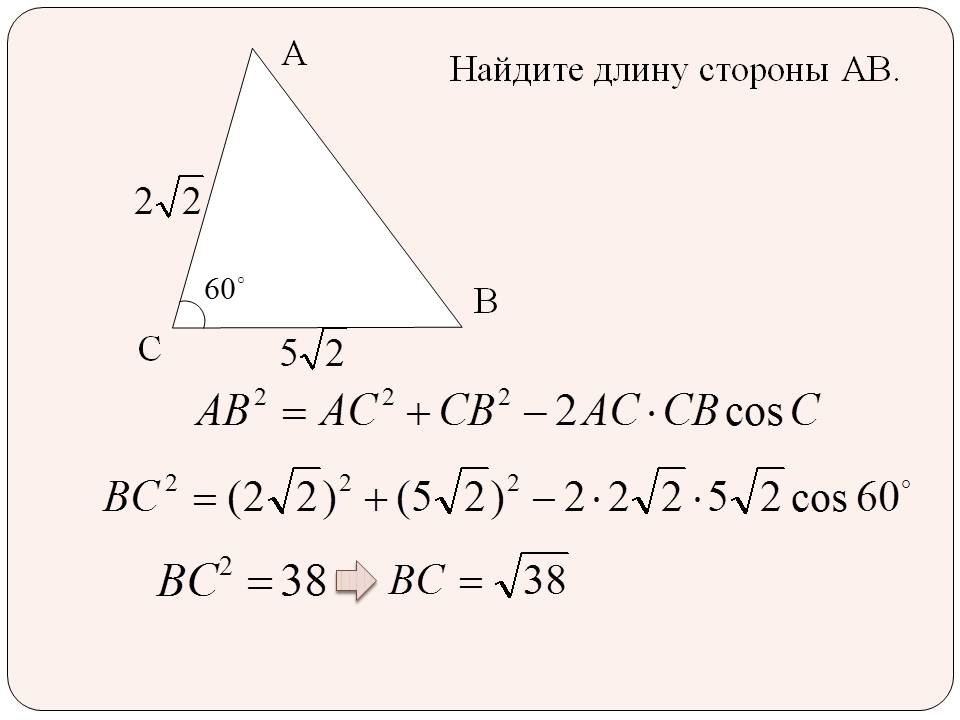 A
Найдите длину стороны AB.
2√2
60°
B
C
5√2
AB² = AC² + CB² − 2AC·CB cos C
BC² = (2√2)² + (5√2)² − 2·2√2·5√2 cos 60°
BC² = 38 BC = √38